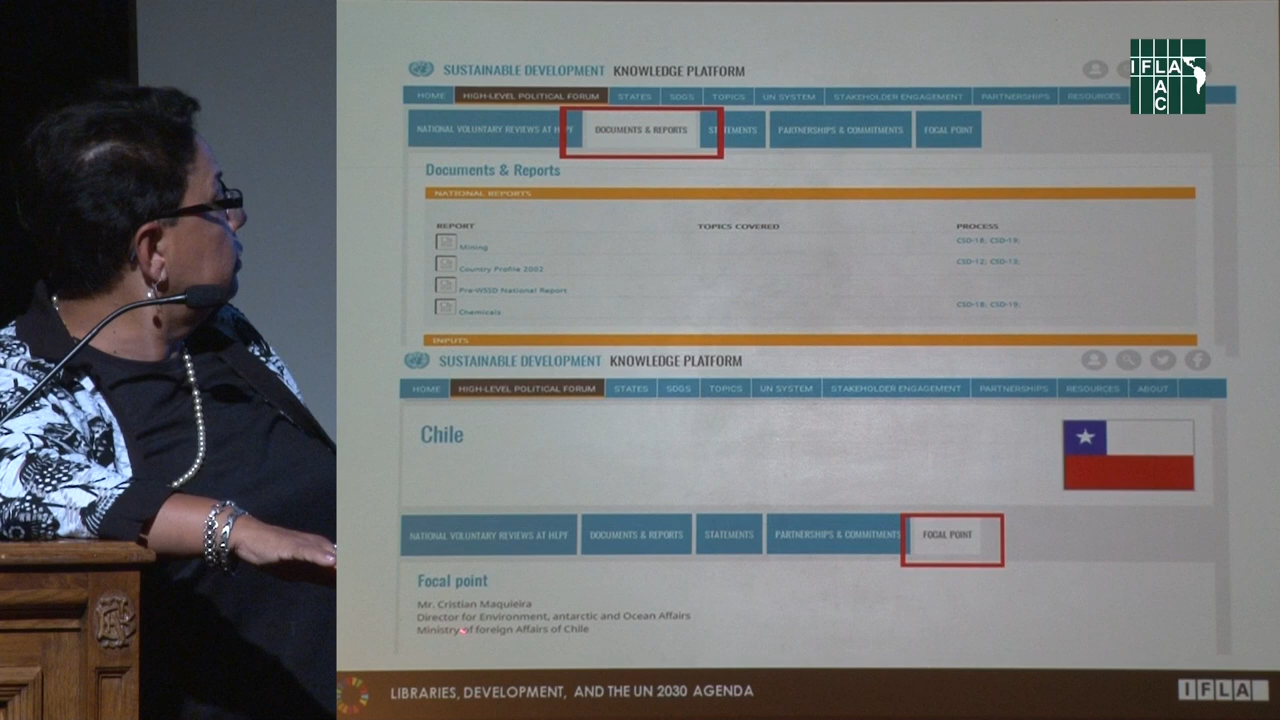 IFLA
LAC
SUSTAINABLE DEVELOPMENT KNOWLEDGE PLATFORM
HOME HIGH-LEVEL POLITICAL FORUM STATES SDGS TOPICS UN SYSTEM STAKEHOLDER ENGAGEMENT PARTNERSHIPS RESOURCES
NATIONAL VOLUNTARY REVIEWS AT DOCUMENTS & REPORTS PARTNERSHIPS & COMMITMENTS FOCAL POINT
Documents & Reports
NATIONAL REPORTS
REPORT TOPICS COVERED PROCESS
Mining CSD-18; CSD-19;
Country Profile 2002 CSD-12; CSD-13;
Pre-WSSD National Report
Chemicals CSD-18; CSD-19;
INPUTS
SUSTAINABLE DEVELOPMENT KNOWLEDGE PLATFORM
HOME HIGH-LEVEL POLITICAL FORUM STATES SDGS TOPICS UN SYSTEM STAKEHOLDER ENGAGEMENT PARTNERSHIPS RESOURCES ABOUT
Chile
NATIONAL VOLUNTARY REVIEWS AT HLPF DOCUMENTS & REPORTS STATEMENTS PARTNERSHIPS & COMMITMENTS FOCAL POINT
Focal point
Mr. Cristian Maquieira
Director for Environment, antarctic and Ocean Affairs
Ministry of foreign Affairs of Chile
LIBRARIES, DEVELOPMENT, AND THE UN 2030 AGENDA
IFLA